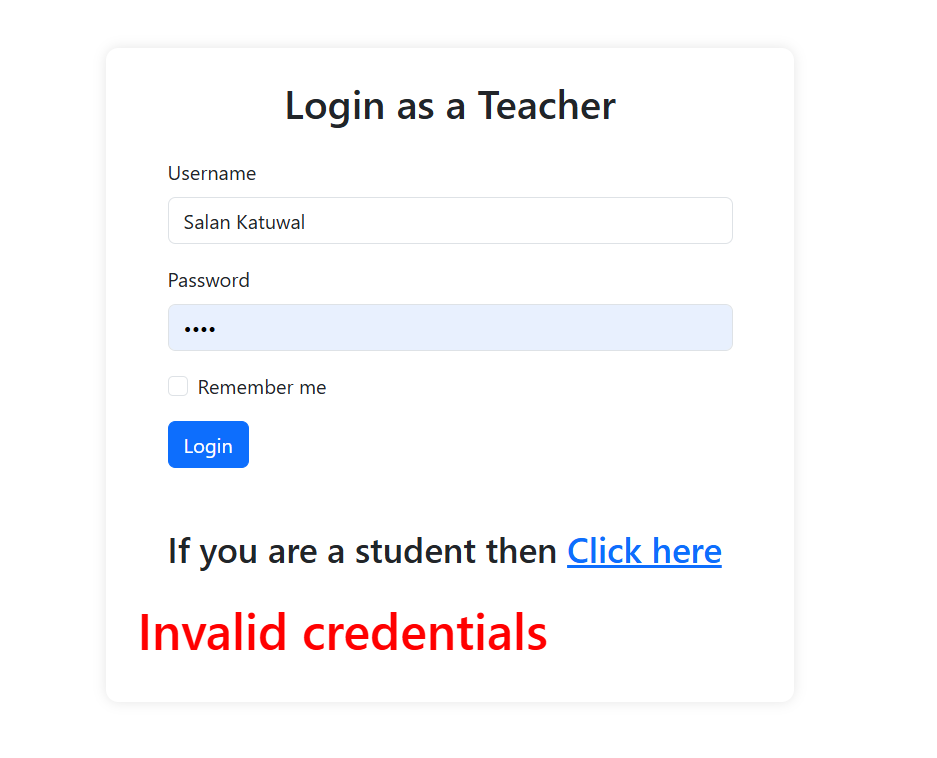 Login as a Teacher
Username
Salan Katuwal
Password
••••
Remember me
Login
If you are a student then Click here
Invalid credentials